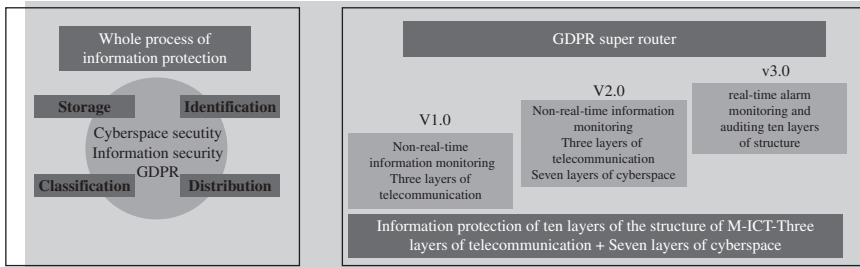 Whole process of
information protection
Storage
Identification
Cyberspace secutity
Information security
GDPR
Classification
Distribution
GDPR super router
V1.0
Non-real-time
information monitoring
Three layers of
telecommunication
V2.0
Non-real-time information
monitoring
Three layers of
telecommunication
Seven layers of cyberspace
v3.0
real-time alarm
monitoring and
auditing ten layers
of structure
Information protection of ten layers of the structure of M-ICT-Three
layers of telecommunication + Seven layers of cyberspace